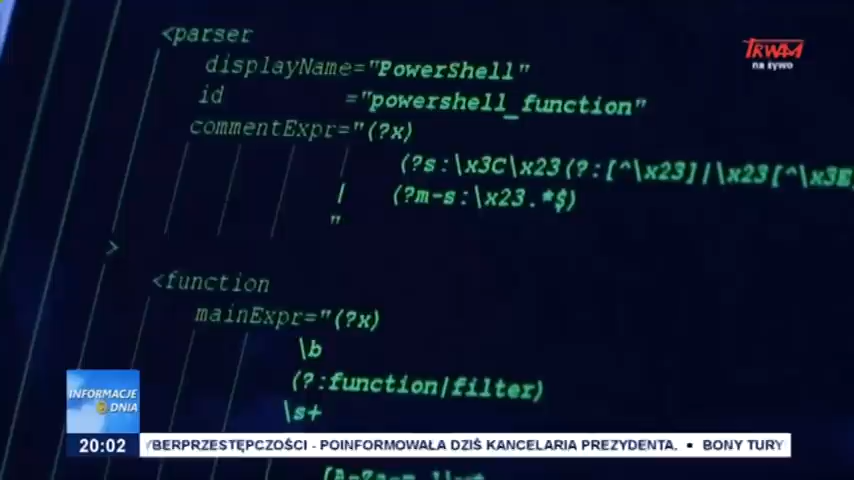 <parser
displayName="PowerShell"
id ="powershell_function"
commentExpr="(?x)
(?s:\x3C\x23(?:[^\x23]|\x23[^\x3E
| (?m-s:\x23.*$)
"
>
<function
mainExpr="(?x)
\b
(?:function|filter)
\s+
TRWAM
na żywo
INFORMACJE
DNIA
20:02
BERPRZESTĘPCZOŚCI - POINFORMOWAŁA DZIŚ KANCELARIA PREZYDENTA. • BONY TURY